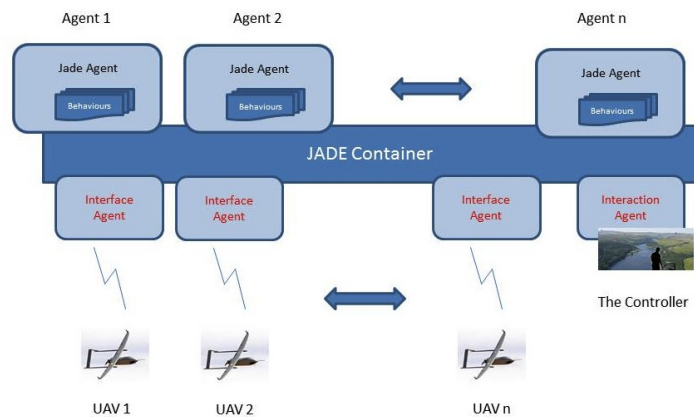 Agent 1
Agent 2
Agent n
Jade Agent
Jade Agent
Jade Agent
Behaviours
Behaviours
Behaviours
JADE Container
Interface
Agent
Interface
Agent
Interface
Agent
Interaction
Agent
The Controller
UAV 1
UAV 2
UAV n